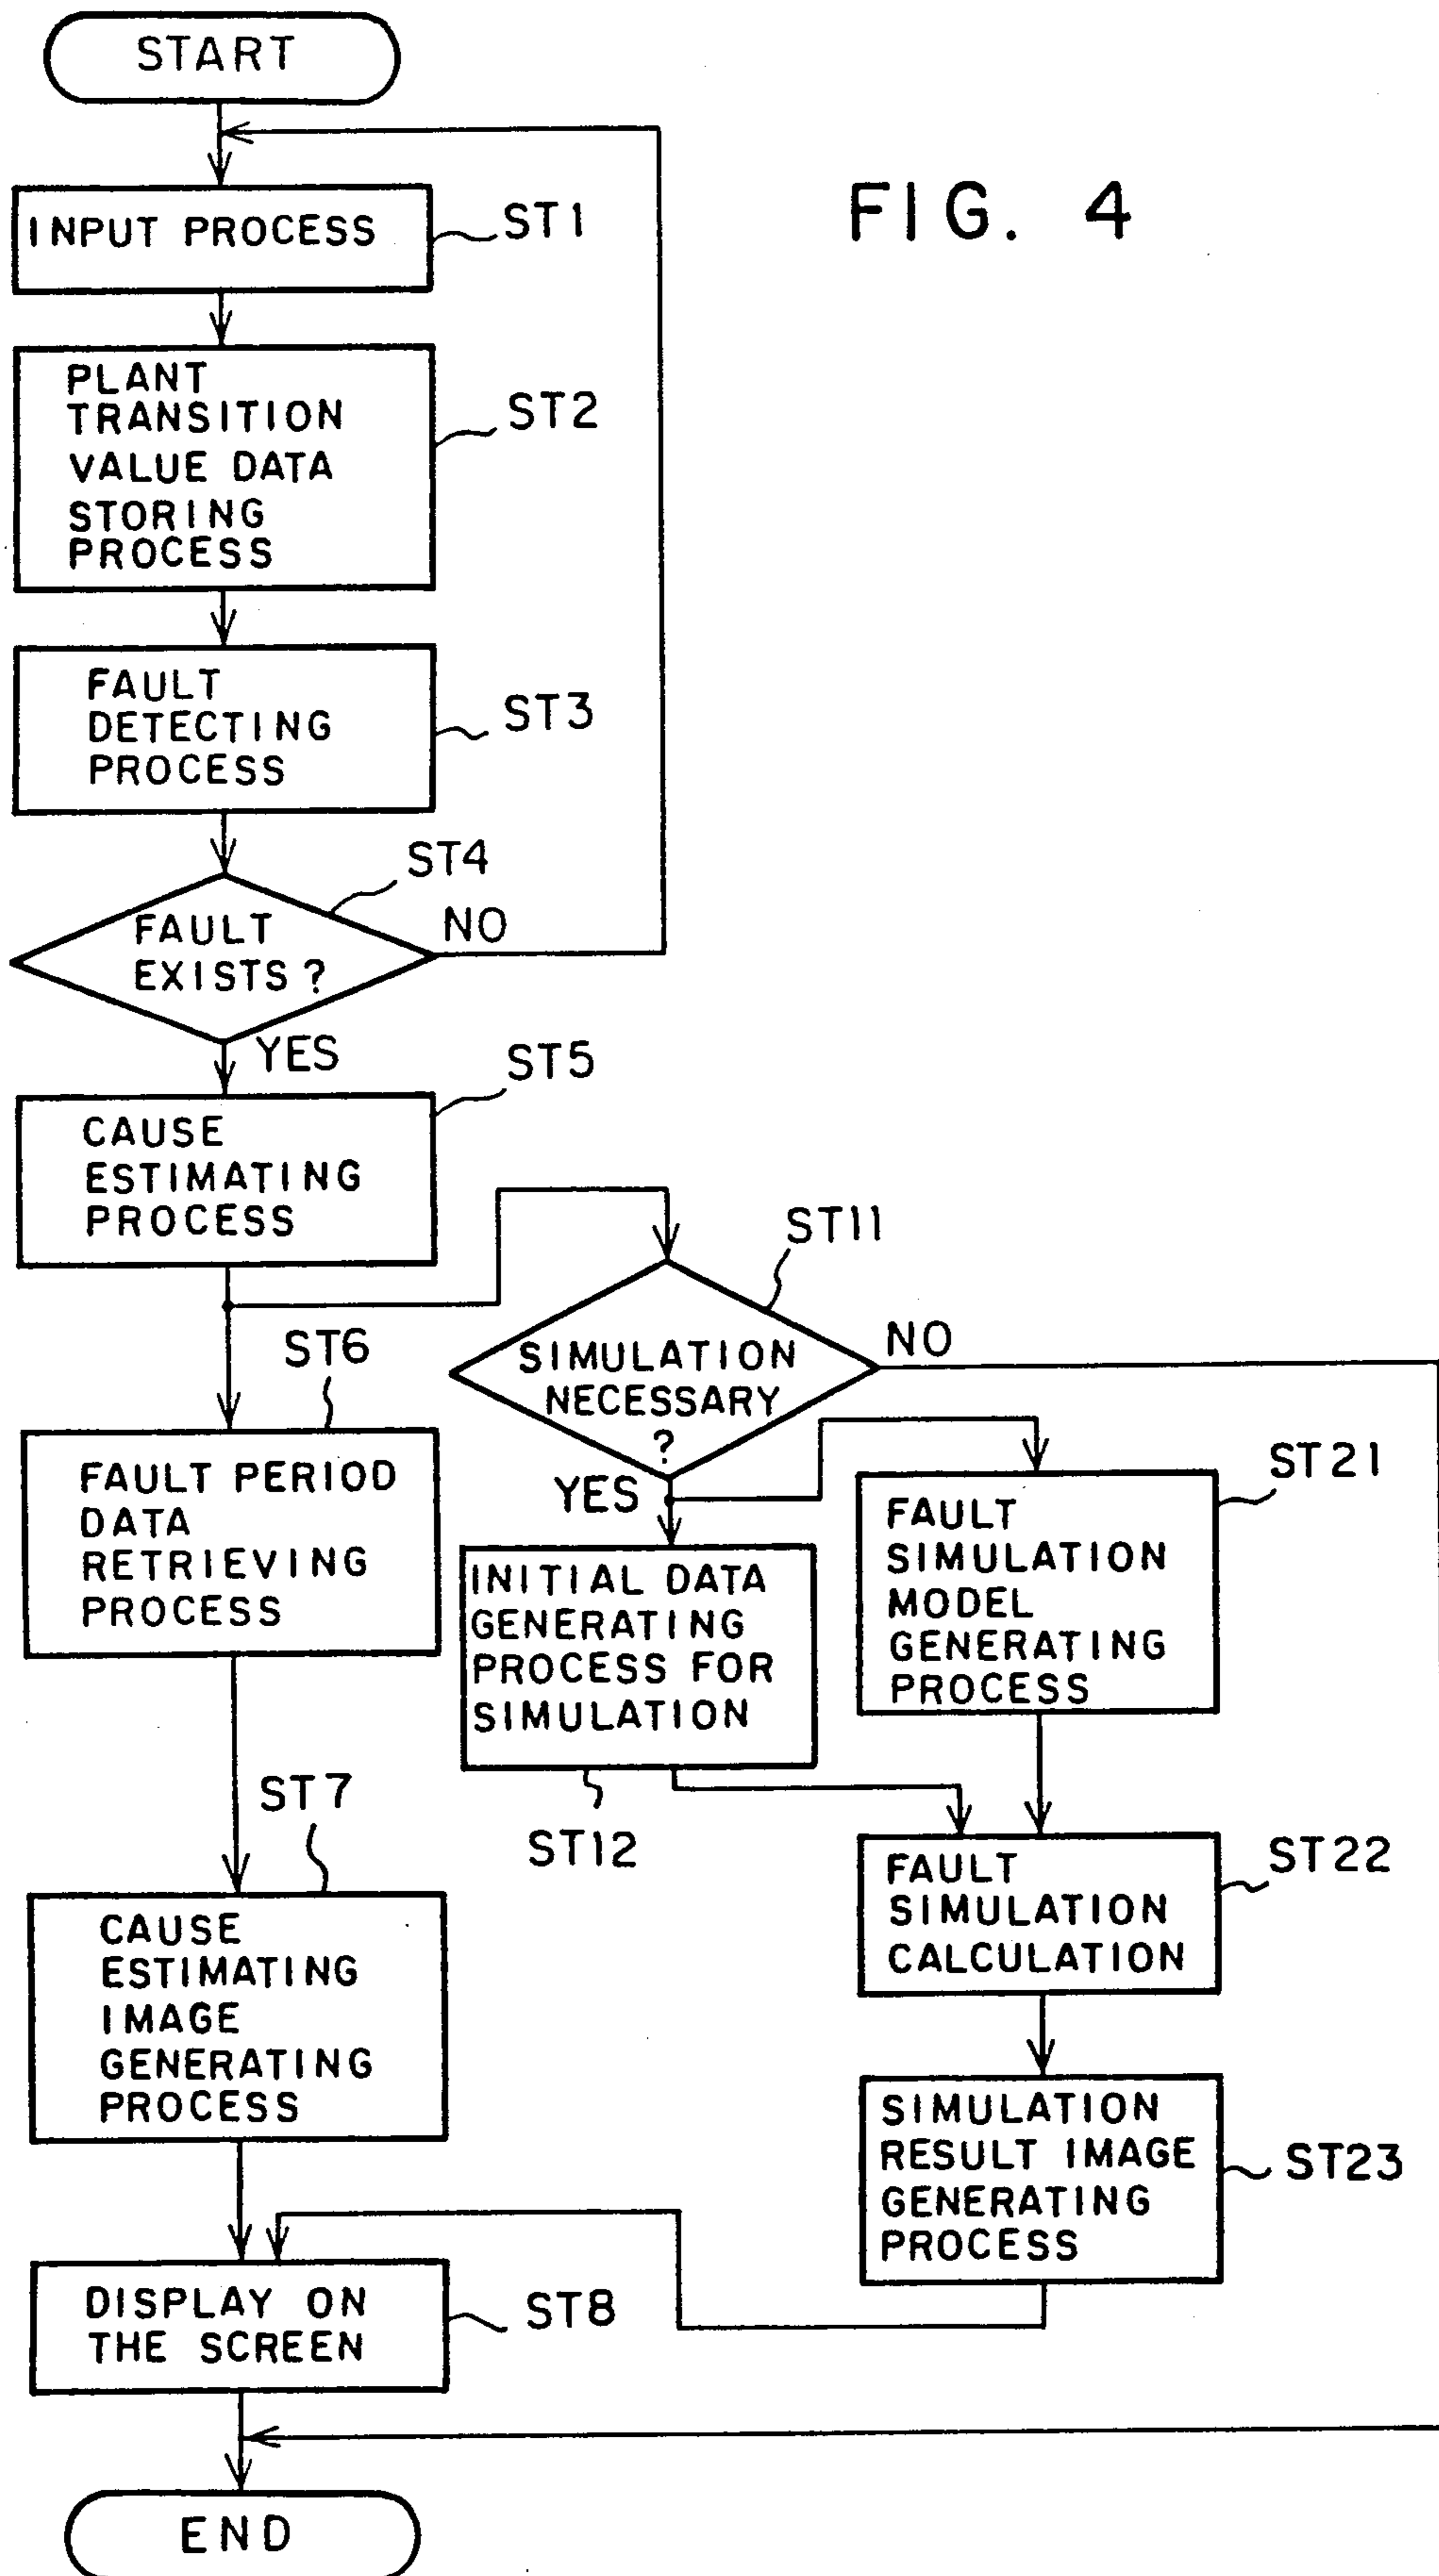 START
FIG. 4
INPUT PROCESS
ST1
PLANT
TRANSITION
VALUE DATA
STORING
PROCESS
ST2
FAULT
DETECTING
PROCESS
ST3
ST4
FAULT
EXISTS?
NO
YES
ST5
CAUSE
ESTIMATING
PROCESS
ST11
SIMULATION
NECESSARY
?
NO
YES
ST6
FAULT PERIOD
DATA
RETRIEVING
PROCESS
INITIAL DATA
GENERATING
PROCESS FOR
SIMULATION
ST12
ST21
FAULT
SIMULATION
MODEL
GENERATING
PROCESS
ST7
CAUSE
ESTIMATING
IMAGE
GENERATING
PROCESS
ST22
FAULT
SIMULATION
CALCULATION
SIMULATION
RESULT IMAGE
GENERATING
PROCESS
ST23
DISPLAY ON
THE SCREEN
ST8
END